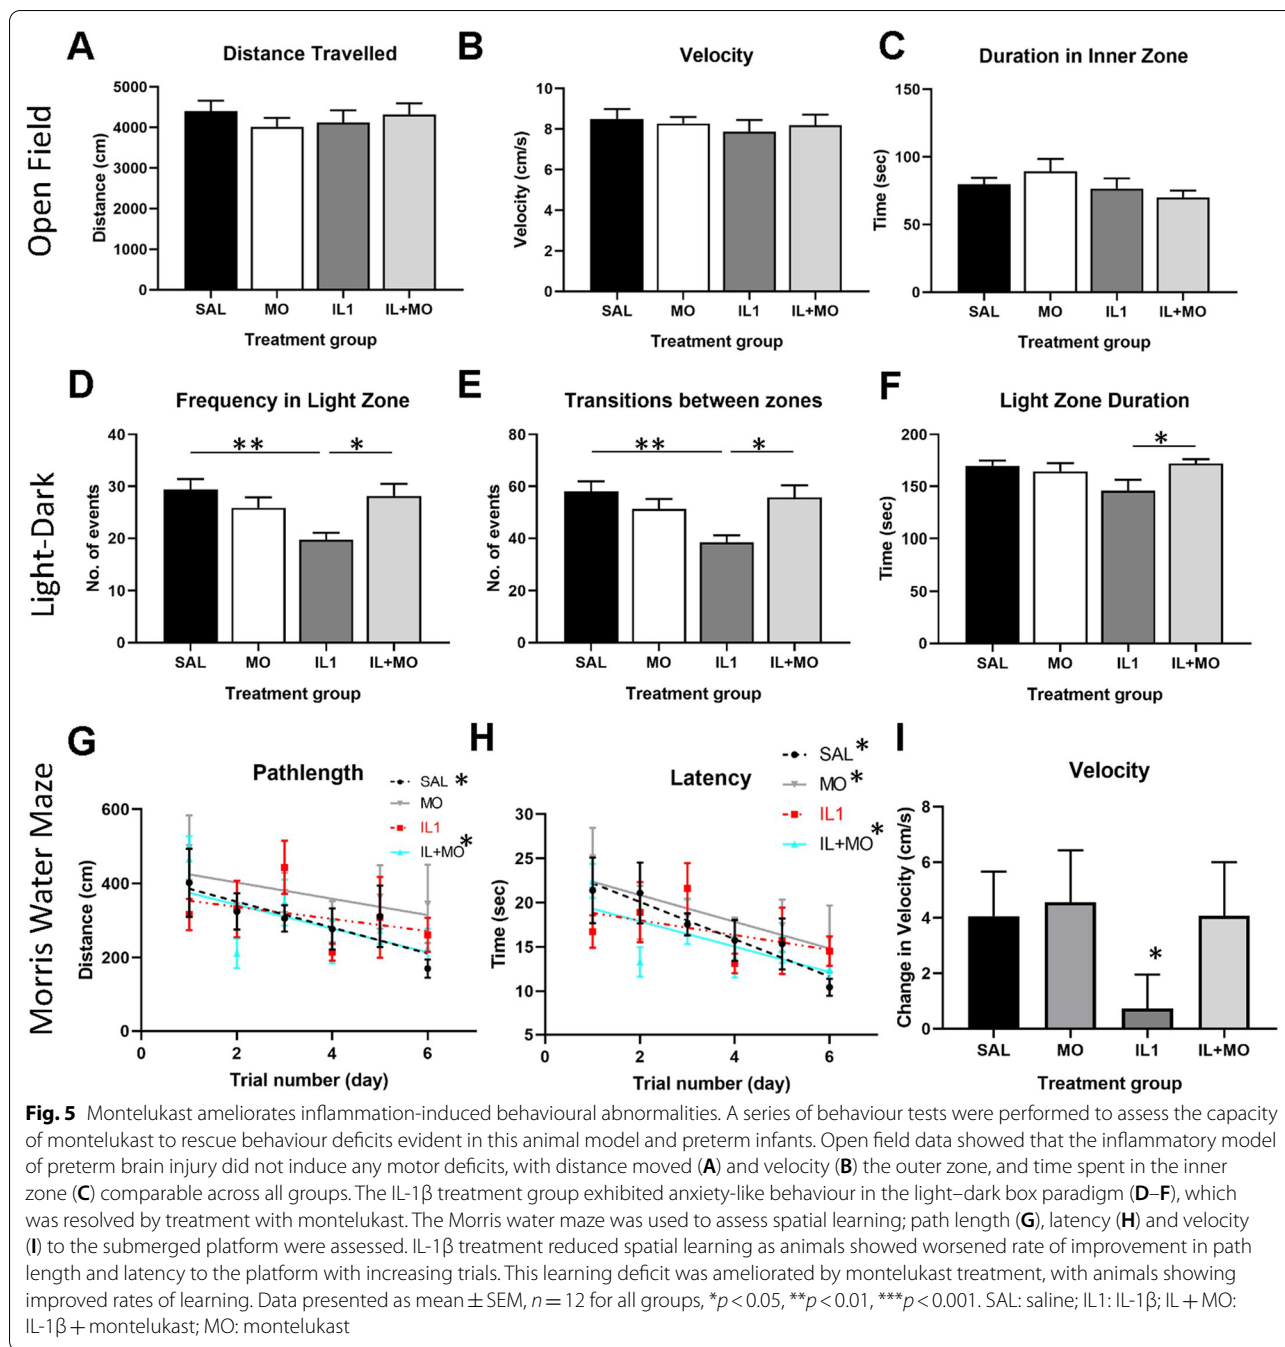 Open Field
A
Distance Travelled
5000
4000
3000
2000
1000
0
Distance (cm)
SAL MO IL1 IL+MO
Treatment group
B
Velocity
10
8
6
4
2
0
Velocity (cm/s)
SAL MO IL1 IL+MO
Treatment group
C
Duration in Inner Zone
150
100
50
0
Time (sec)
SAL MO IL1 IL+MO
Treatment group
Light-Dark
D
Frequency in Light Zone
40
30
20
10
0
No. of events
** *
SAL MO IL1 IL+MO
Treatment group
E
Transitions between zones
80
60
40
20
0
No. of events
** *
SAL MO IL1 IL+MO
Treatment group
F
Light Zone Duration
200
150
100
50
0
Time (sec)
*
SAL MO IL1 IL+MO
Treatment group
Morris Water Maze
G
Pathlength
SAL *
MO
IL1
IL+MO *
600
400
200
0
Distance (cm)
0 2 4 6
Trial number (day)
H
Latency
SAL *
MO *
IL1
IL+MO *
30
25
20
15
10
5
Time (sec)
0 2 4 6
Trial number (day)
I
Velocity
8
6
4
2
0
Change in Velocity (cm/s)
*
SAL MO IL1 IL+MO
Treatment group
Fig. 5 Montelukast ameliorates inflammation-induced behavioural abnormalities. A series of behaviour tests were performed to assess the capacity
of montelukast to rescue behaviour deficits evident in this animal model and preterm infants. Open field data showed that the inflammatory model
of preterm brain injury did not induce any motor deficits, with distance moved (A) and velocity (B) the outer zone, and time spent in the inner
zone (C) comparable across all groups. The IL-1β treatment group exhibited anxiety-like behaviour in the light–dark box paradigm (D–F), which
was resolved by treatment with montelukast. The Morris water maze was used to assess spatial learning; path length (G), latency (H) and velocity
(I) to the submerged platform were assessed. IL-1β treatment reduced spatial learning as animals showed worsened rate of improvement in path
length and latency to the platform with increasing trials. This learning deficit was ameliorated by montelukast treatment, with animals showing
improved rates of learning. Data presented as mean ± SEM, n = 12 for all groups, *p < 0.05, **p < 0.01, ***p < 0.001. SAL: saline; IL1: IL-1β; IL + MO:
IL-1β + montelukast; MO: montelukast